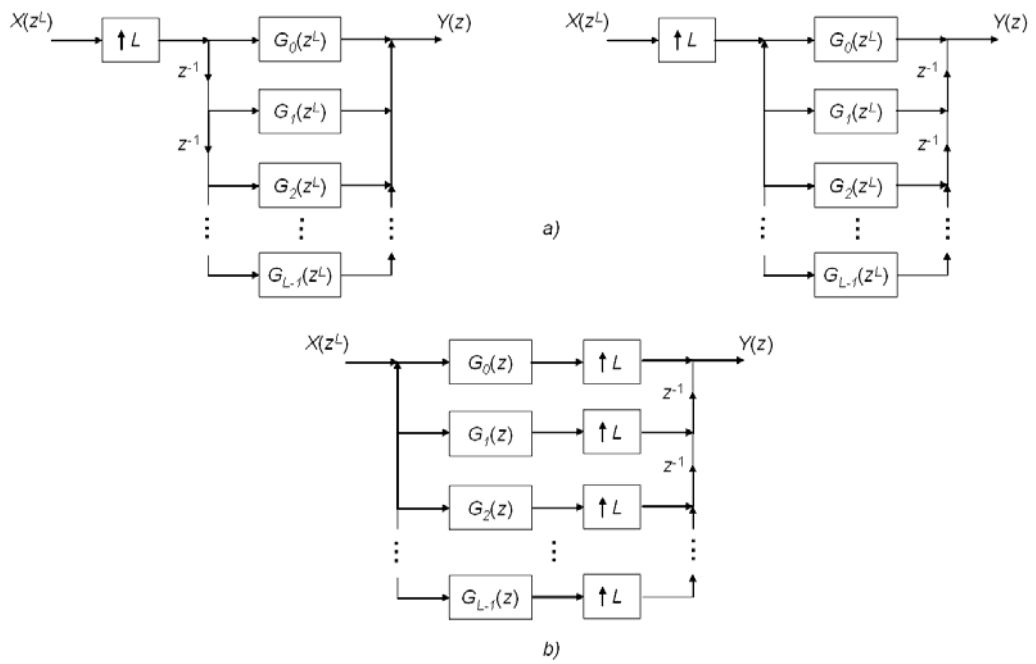 X(z^L) ↑ L G_0(z^L) Y(z)
z^-1
G_1(z^L)
z^-1
G_2(z^L)
⋮ ⋮ ⋮
G_{L-1}(z^L)
X(z^L) ↑ L G_0(z^L) Y(z)
z^-1
G_1(z^L)
z^-1
G_2(z^L)
⋮ ⋮ ⋮
G_{L-1}(z^L)
a)
X(z^L) G_0(z) ↑ L Y(z)
z^-1
G_1(z) ↑ L
z^-1
G_2(z) ↑ L
⋮ ⋮ ⋮
G_{L-1}(z) ↑ L
b)